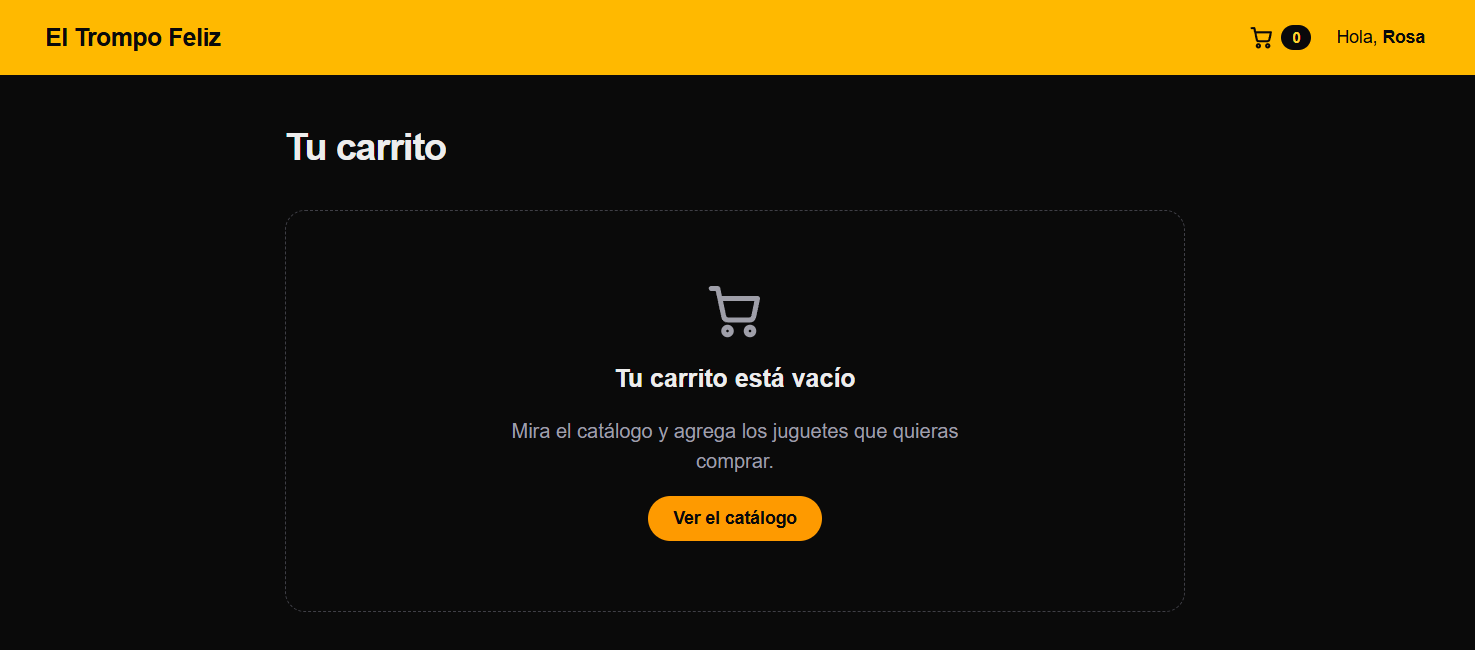 El Trompo Feliz
0
Hola, Rosa
Tu carrito
Tu carrito está vacío
Mira el catálogo y agrega los juguetes que quieras
comprar.
Ver el catálogo